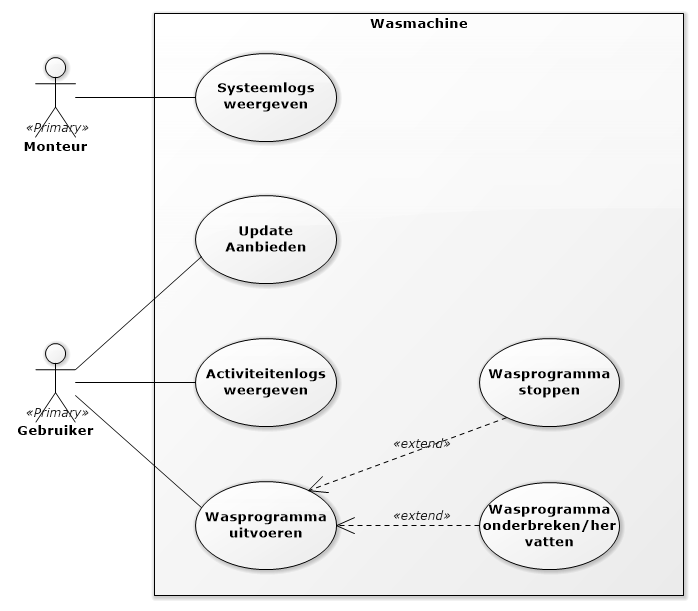 Wasmachine
Systeemlogs
weergeven
«Primary»
Monteur
Update
Aanbieden
Activiteitenlogs
weergeven
Wasprogramma
stoppen
«Primary»
Gebruiker
«extend»
Wasprogramma
uitvoeren
«extend»
Wasprogramma
onderbreken/her
vatten